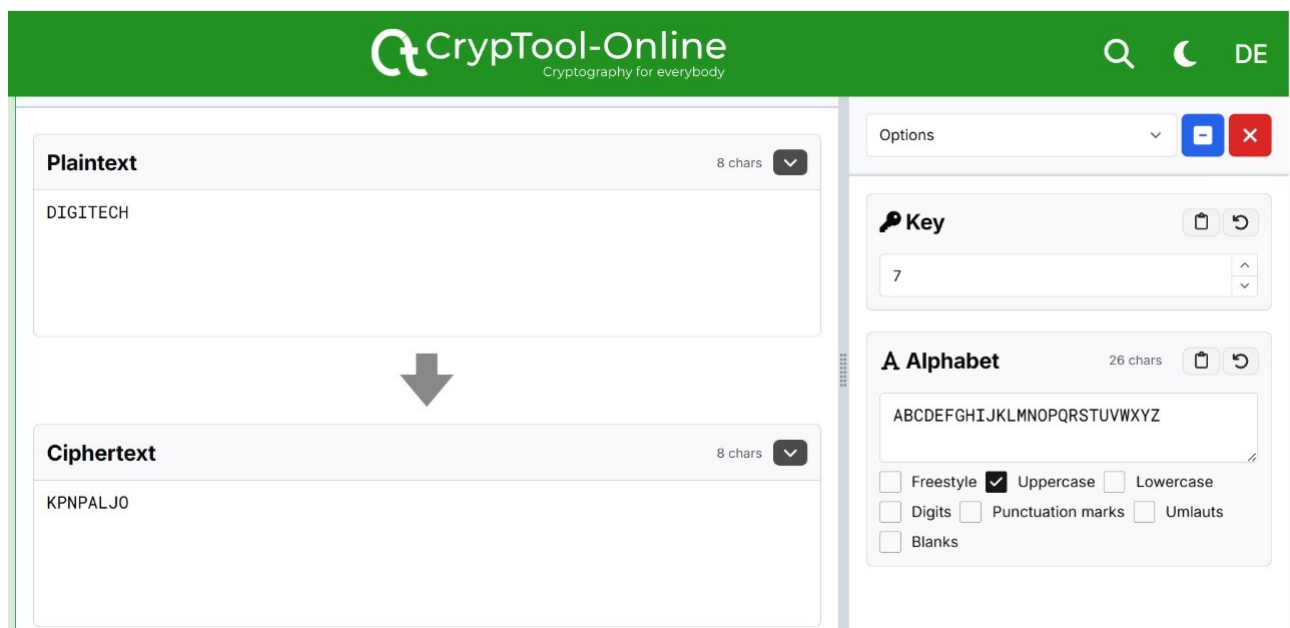 CrypTool-Online
Cryptography for everybody
DE
Plaintext 8 chars
DIGITECH
Ciphertext 8 chars
KPNPALJO
Options
Key
7
Alphabet 26 chars
ABCDEFGHIJKLMNOPQRSTUVWXYZ
Freestyle Uppercase Lowercase
Digits Punctuation marks Umlauts
Blanks